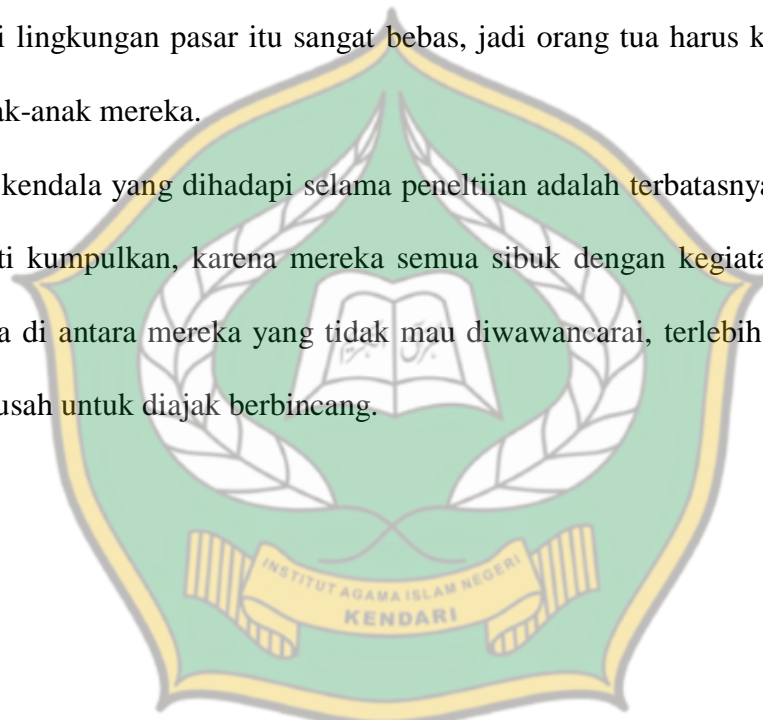 i lingkungan pasar itu sangat bebas, jadi orang tua harus k
ak-anak mereka.
kendala yang dihadapi selama peneltiian adalah terbatasnya
ti kumpulkan, karena mereka semua sibuk dengan kegiata
a di antara mereka yang tidak mau diwawancarai, terlebih
usah untuk diajak berbincang.
INSTITUT AGAMA ISLAM NEGERI
KENDARI